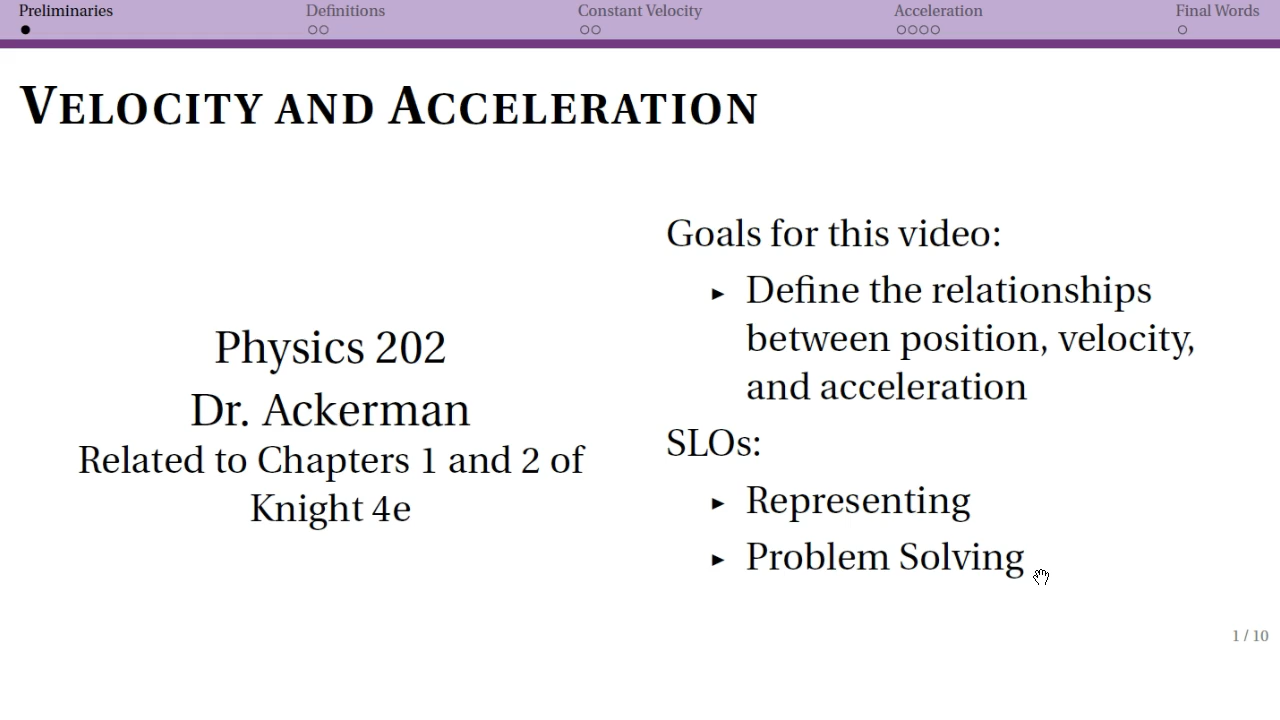 Preliminaries Definitions Constant Velocity Acceleration Final Words
VELOCITY AND ACCELERATION
Physics 202
Dr. Ackerman
Related to Chapters 1 and 2 of
Knight 4e
Goals for this video:
▸ Define the relationships
between position, velocity,
and acceleration
SLOs:
▸ Representing
▸ Problem Solving
1 / 10